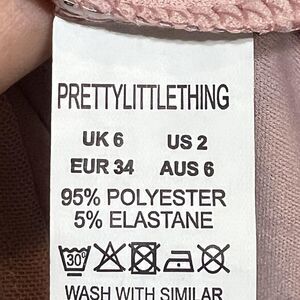 PRETTYLITTLETHING
UK 6 US 2
EUR 34 AUS 6
95% POLYESTER
5% ELASTANE
30°
WASH WITH SIMILAR